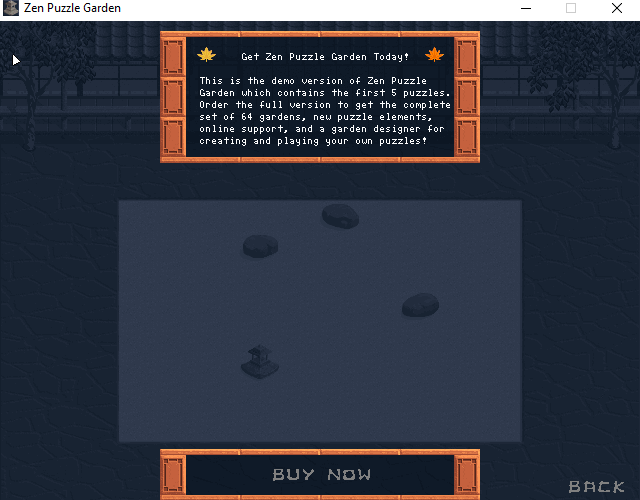 Zen Puzzle Garden
Get Zen Puzzle Garden Today!
This is the demo version of Zen Puzzle
Garden which contains the first 5 puzzles.
Order the full version to get the complete
set of 64 gardens, new puzzle elements,
online support, and a garden designer for
creating and playing your own puzzles!
BUY NOW
BACK